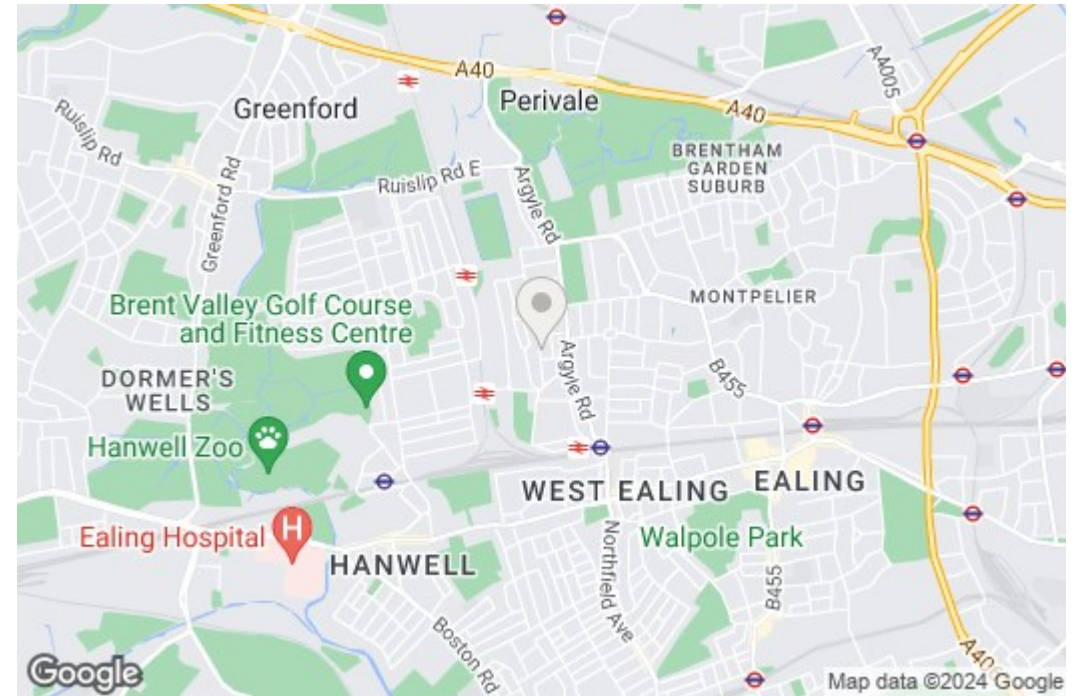 A40
Perivale
Greenford
A4005
A40
Ruislip Rd
BRENTHAM
GARDEN
SUBURB
Ruislip Rd E
Argyle Rd
Greenford Rd
Brent Valley Golf Course
and Fitness Centre
MONTPELIER
DORMER'S
WELLS
Argyle Rd
B455
Hanwell Zoo
WEST EALING
EALING
Ealing Hospital
H
Walpole Park
HANWELL
Northfield Ave
B455
Boston Rd
A40
Google
Map data ©2024 Google